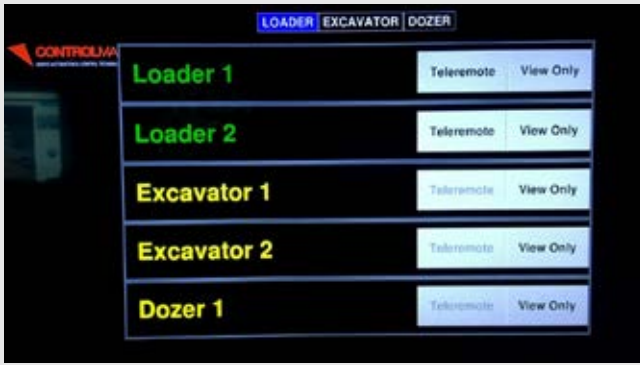 LOADER EXCAVATOR DOZER
CONTROLMA
Loader 1 Teleremote View Only
Loader 2 Teleremote View Only
Excavator 1 Teleremote View Only
Excavator 2 Teleremote View Only
Dozer 1 Teleremote View Only